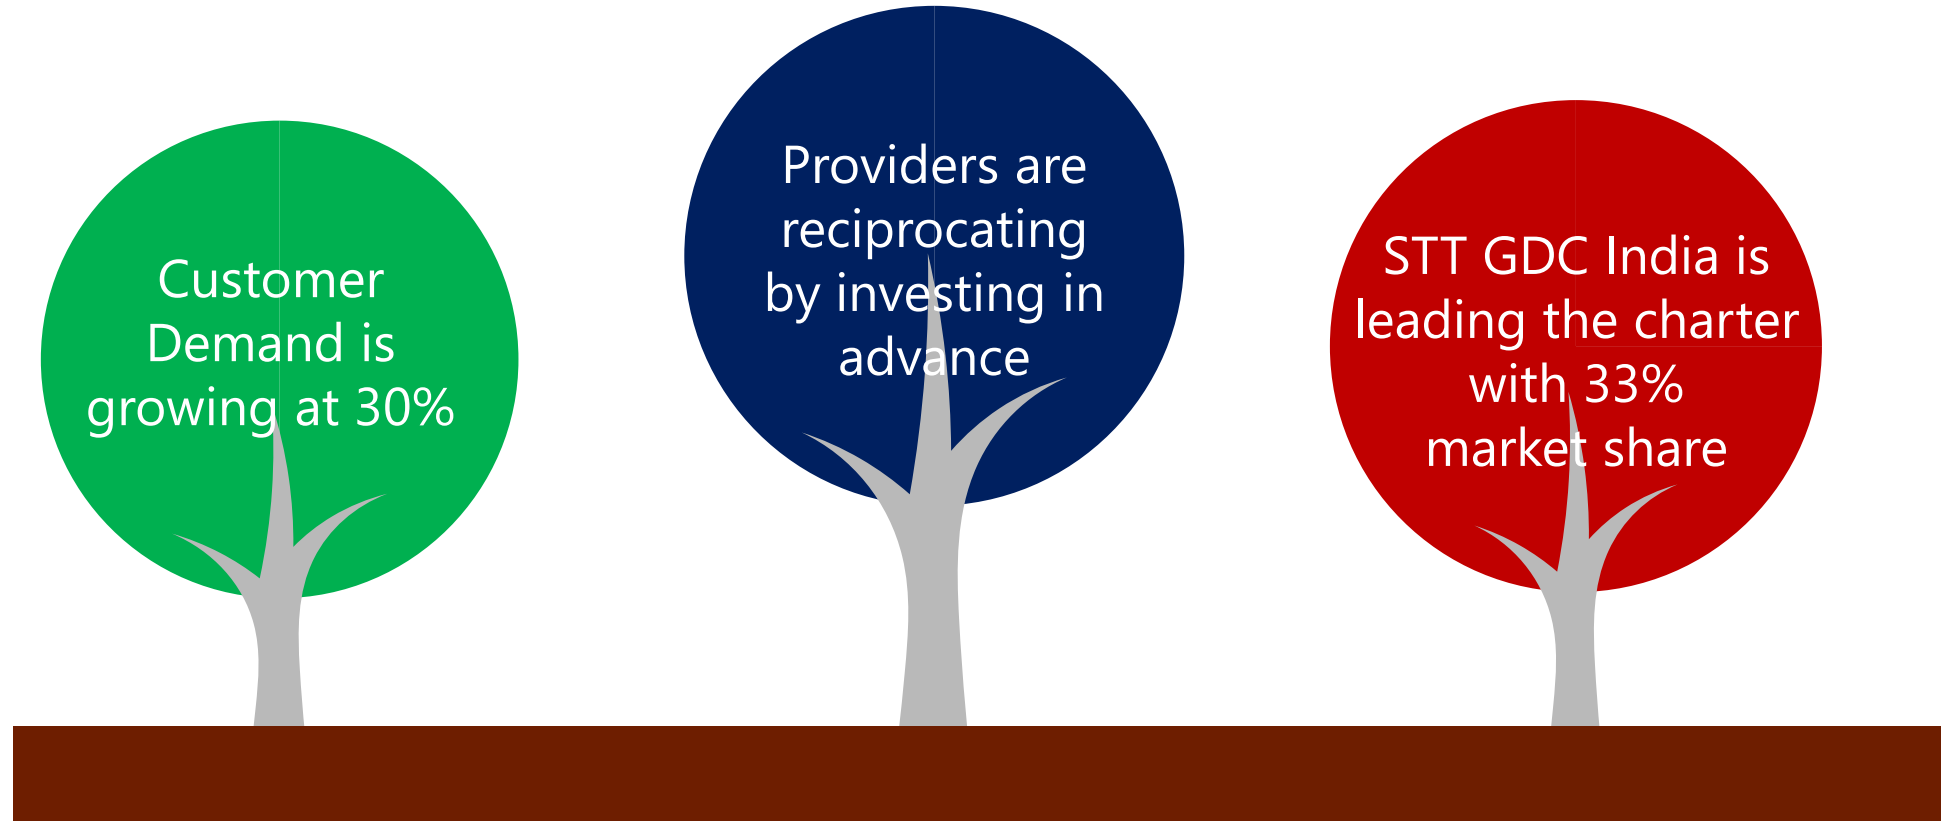 Customer
Demand is
growing at 30%
Providers are
reciprocating
by investing in
advance
STT GDC India is
leading the charter
with 33%
market share